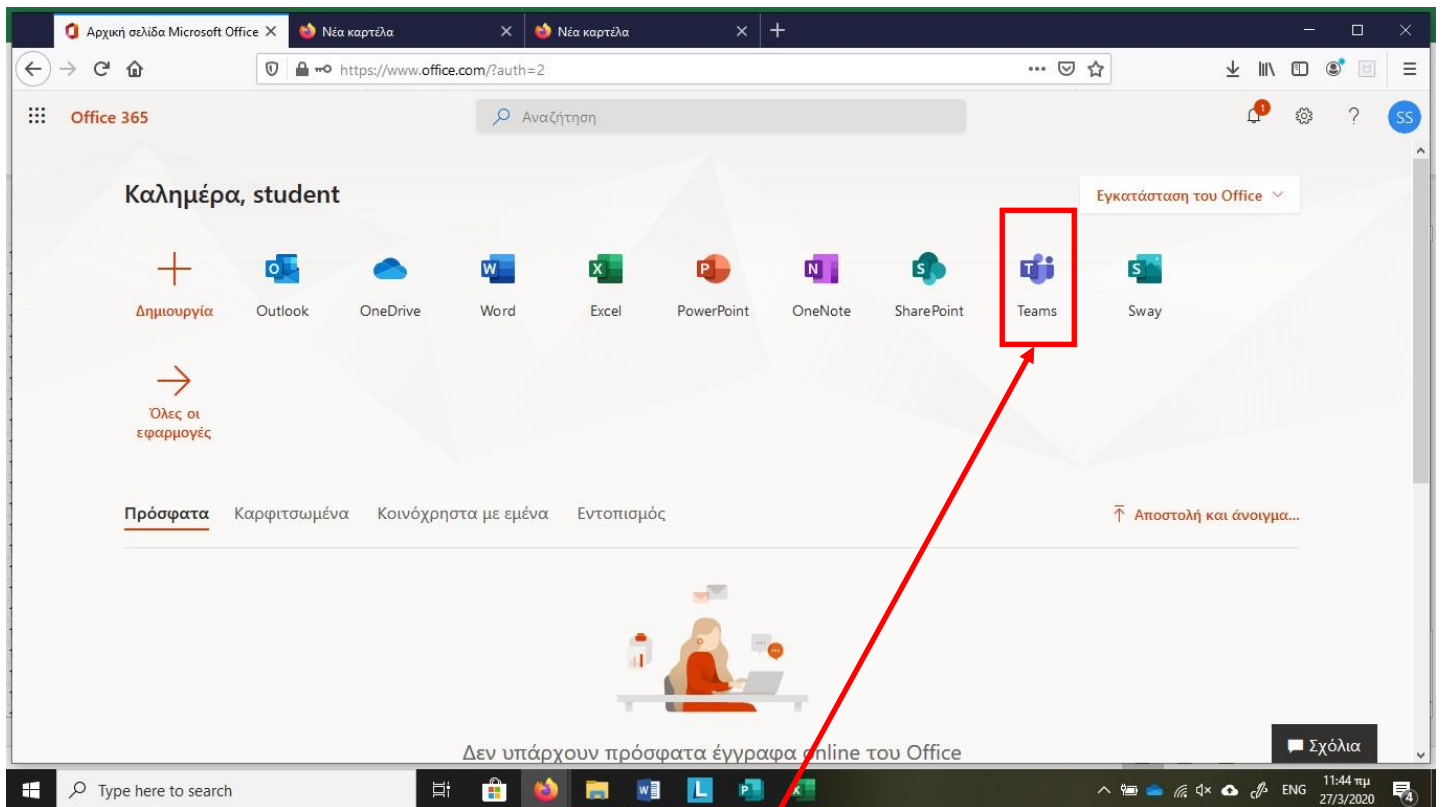 Αρχική σελίδα Microsoft Office
Νέα καρτέλα
Νέα καρτέλα
https://www.office.com/?auth=2
Office 365
Αναζήτηση
1
?
SS
Καλημέρα, student
Εγκατάσταση του Office
Δημιουργία
Outlook
OneDrive
Word
Excel
PowerPoint
OneNote
SharePoint
Teams
Sway
Όλες οι
εφαρμογές
Πρόσφατα
Καρφιτσωμένα
Κοινόχρηστα με εμένα
Εντοπισμός
Αποστολή και άνοιγμα...
Δεν υπάρχουν πρόσφατα έγγραφα online του Office
Σχόλια
Type here to search
ENG
11:44 πμ
27/3/2020
4